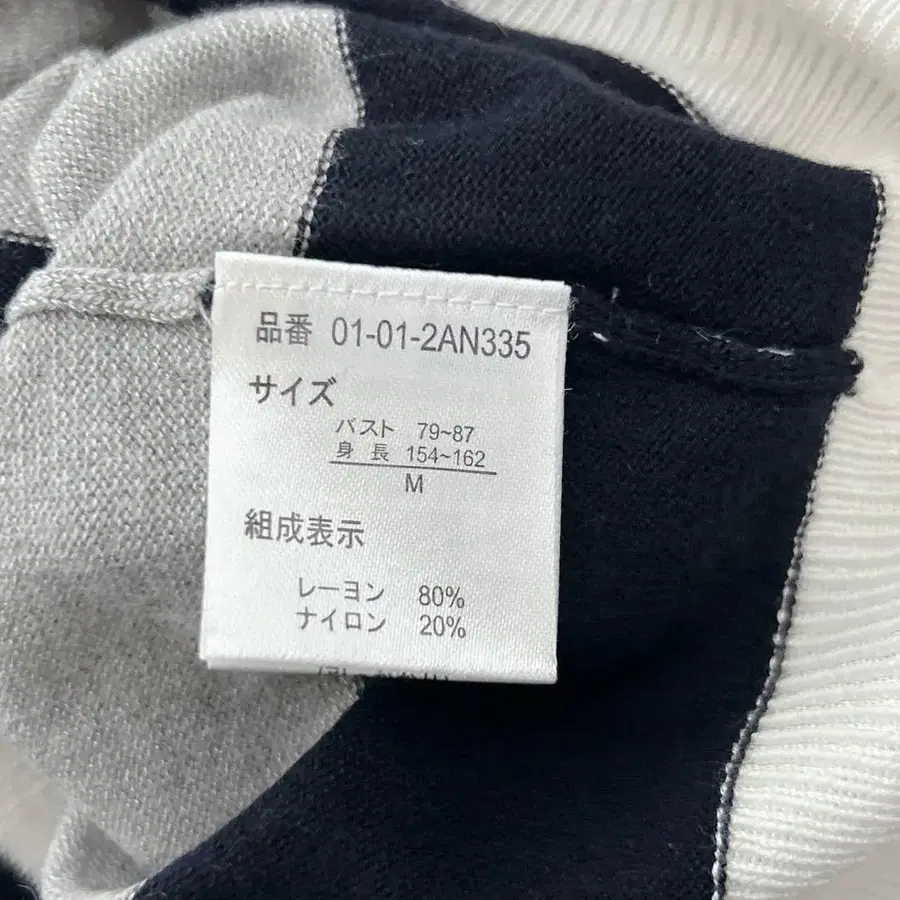 品番 01-01-2AN335
サイズ
バスト 79~87
身長 154~162
M
組成表示
レーヨン 80%
ナイロン 20%